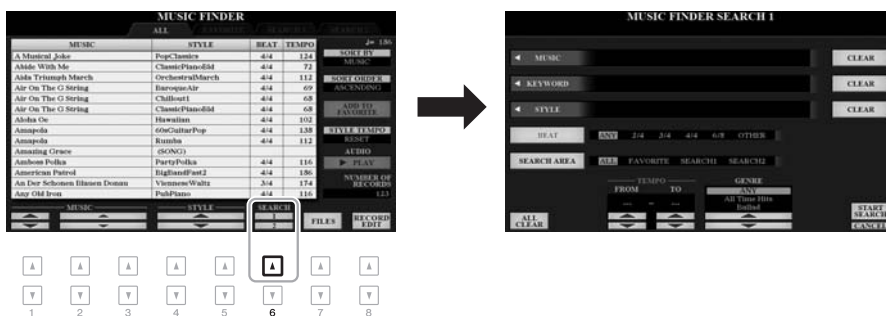 MUSIC FINDER
ALL
♩= 186
MUSIC STYLE BEAT TEMPO
A Musical Joke PopClassics 4/4 124
Abide With Me ClassicPianoBld 4/4 72
Aida Triumph March OrchestralMarch 4/4 112
Air On The G String BaroqueAir 4/4 69
Air On The G String Chillout1 4/4 68
Air On The G String ClassicPianoBld 4/4 68
Aloha Oe Hawaiian 4/4 102
Amapola 60sGuitarPop 4/4 138
Amapola Rumba 4/4 112
Amazing Grace (SONG)
Amboss Polka PartyPolka 4/4 116
American Patrol BigBandFast2 4/4 186
An Der Schonen Blauen Donau VienneseWaltz 3/4 174
Any Old Iron PubPiano 4/4 116
SORT BY
MUSIC
SORT ORDER
ASCENDING
ADD TO
FAVORITE
STYLE TEMPO
RESET
AUDIO
PLAY
NUMBER OF
RECORDS
123
MUSIC STYLE SEARCH
1
2
FILES
RECORD
EDIT
1 2 3 4 5 6 7 8
MUSIC FINDER SEARCH 1
MUSIC CLEAR
KEYWORD CLEAR
STYLE CLEAR
BEAT ANY 2/4 3/4 4/4 6/8 OTHER
SEARCH AREA ALL FAVORITE SEARCH1 SEARCH2
TEMPO
FROM TO
--- – ---
GENRE
ANY
All Time Hits
Ballad
ALL
CLEAR
START
SEARCH
CANCEL